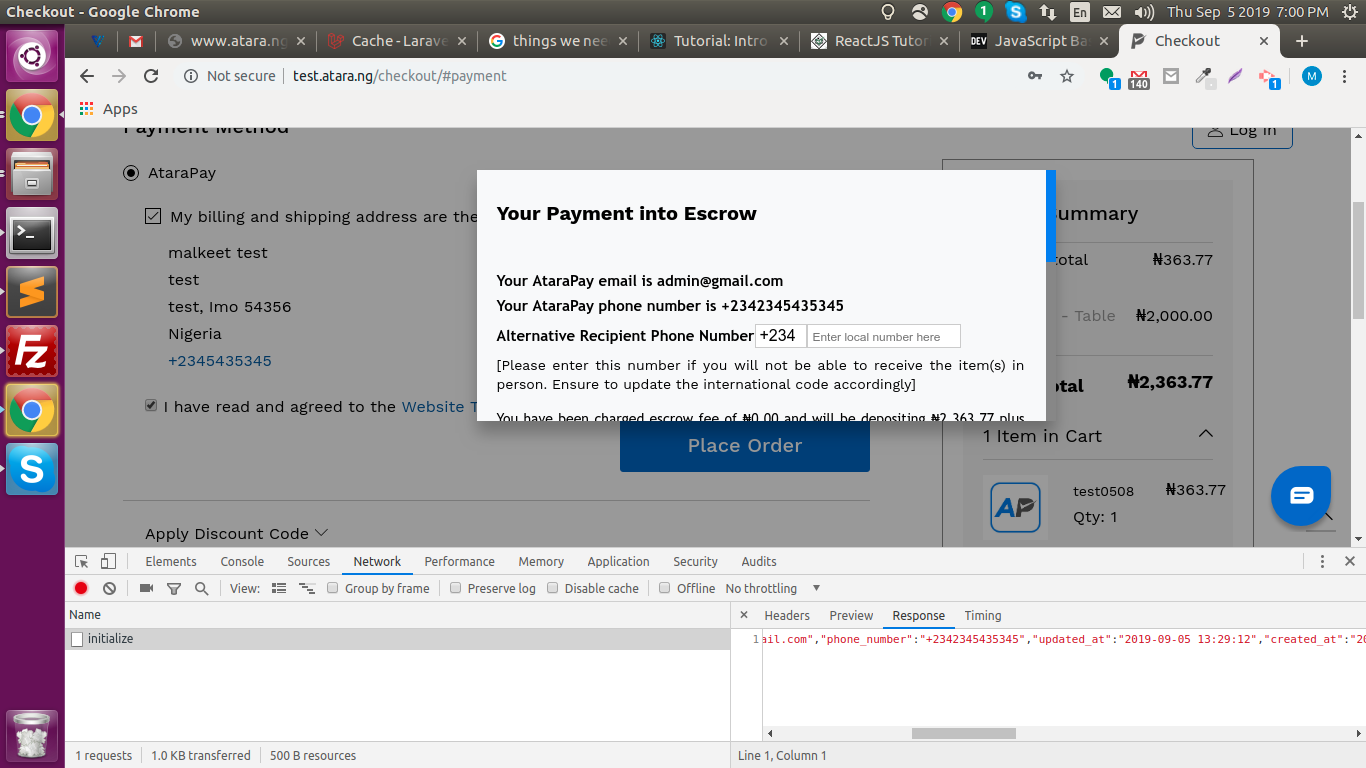 Checkout - Google Chrome
1
En
Thu Sep 5 2019 7:00 PM
www.atara.ng
Cache - Larave
things we nee
Tutorial: Intro
ReactJS Tutor
DEV JavaScript Ba
Checkout
Not secure
test.atara.ng/checkout/#payment
1
140
1
M
Apps
Payment Method
Log In
AtaraPay
My billing and shipping address are the
malkeet test
test
test, Imo 54356
Nigeria
+2345435345
I have read and agreed to the Website T
Place Order
Apply Discount Code
Your Payment into Escrow
Your AtaraPay email is admin@gmail.com
Your AtaraPay phone number is +2342345435345
Alternative Recipient Phone Number +234 Enter local number here
[Please enter this number if you will not be able to receive the item(s) in
person. Ensure to update the international code accordingly]
You have been charged escrow fee of ₦0.00 and will be depositing ₦2,363.77 plus
ummary
otal ₦363.77
- Table ₦2,000.00
otal ₦2,363.77
1 Item in Cart
AP
test0508 ₦363.77
Qty: 1
Elements Console Sources Network Performance Memory Application Security Audits
View: Group by frame Preserve log Disable cache Offline No throttling
Name
initialize
Headers Preview Response Timing
1 ail.com","phone_number":"+2342345435345","updated_at":"2019-09-05 13:29:12","created_at":"20
1 requests 1.0 KB transferred 500 B resources
Line 1, Column 1